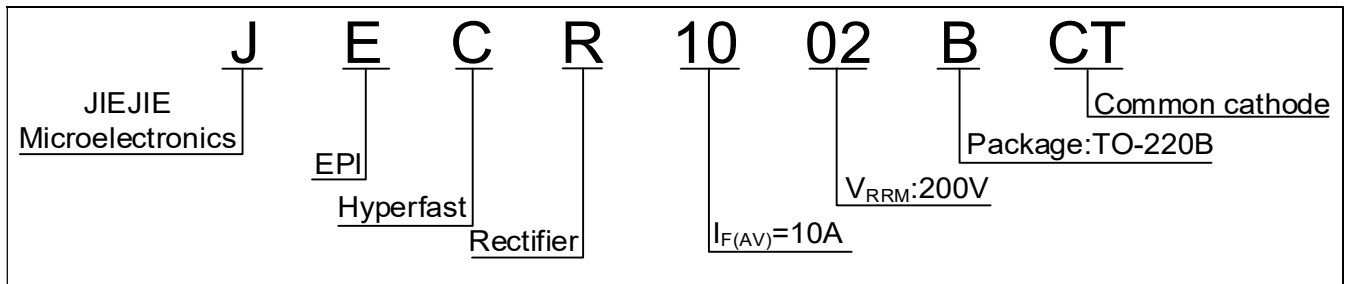 J E C R 10 02 B CT
JIEJIE
Microelectronics
EPI
Hyperfast
Rectifier
I_F(AV)=10A
V_RRM:200V
Package:TO-220B
Common cathode